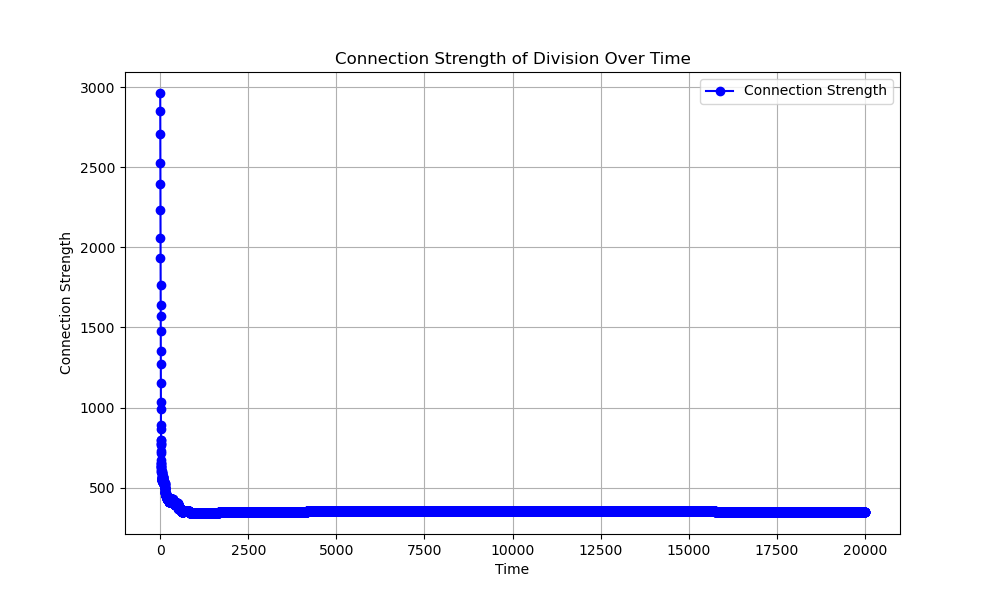 Connection Strength of Division Over Time
Connection Strength
3000
2500
2000
1500
1000
500
Connection Strength
0 2500 5000 7500 10000 12500 15000 17500 20000
Time